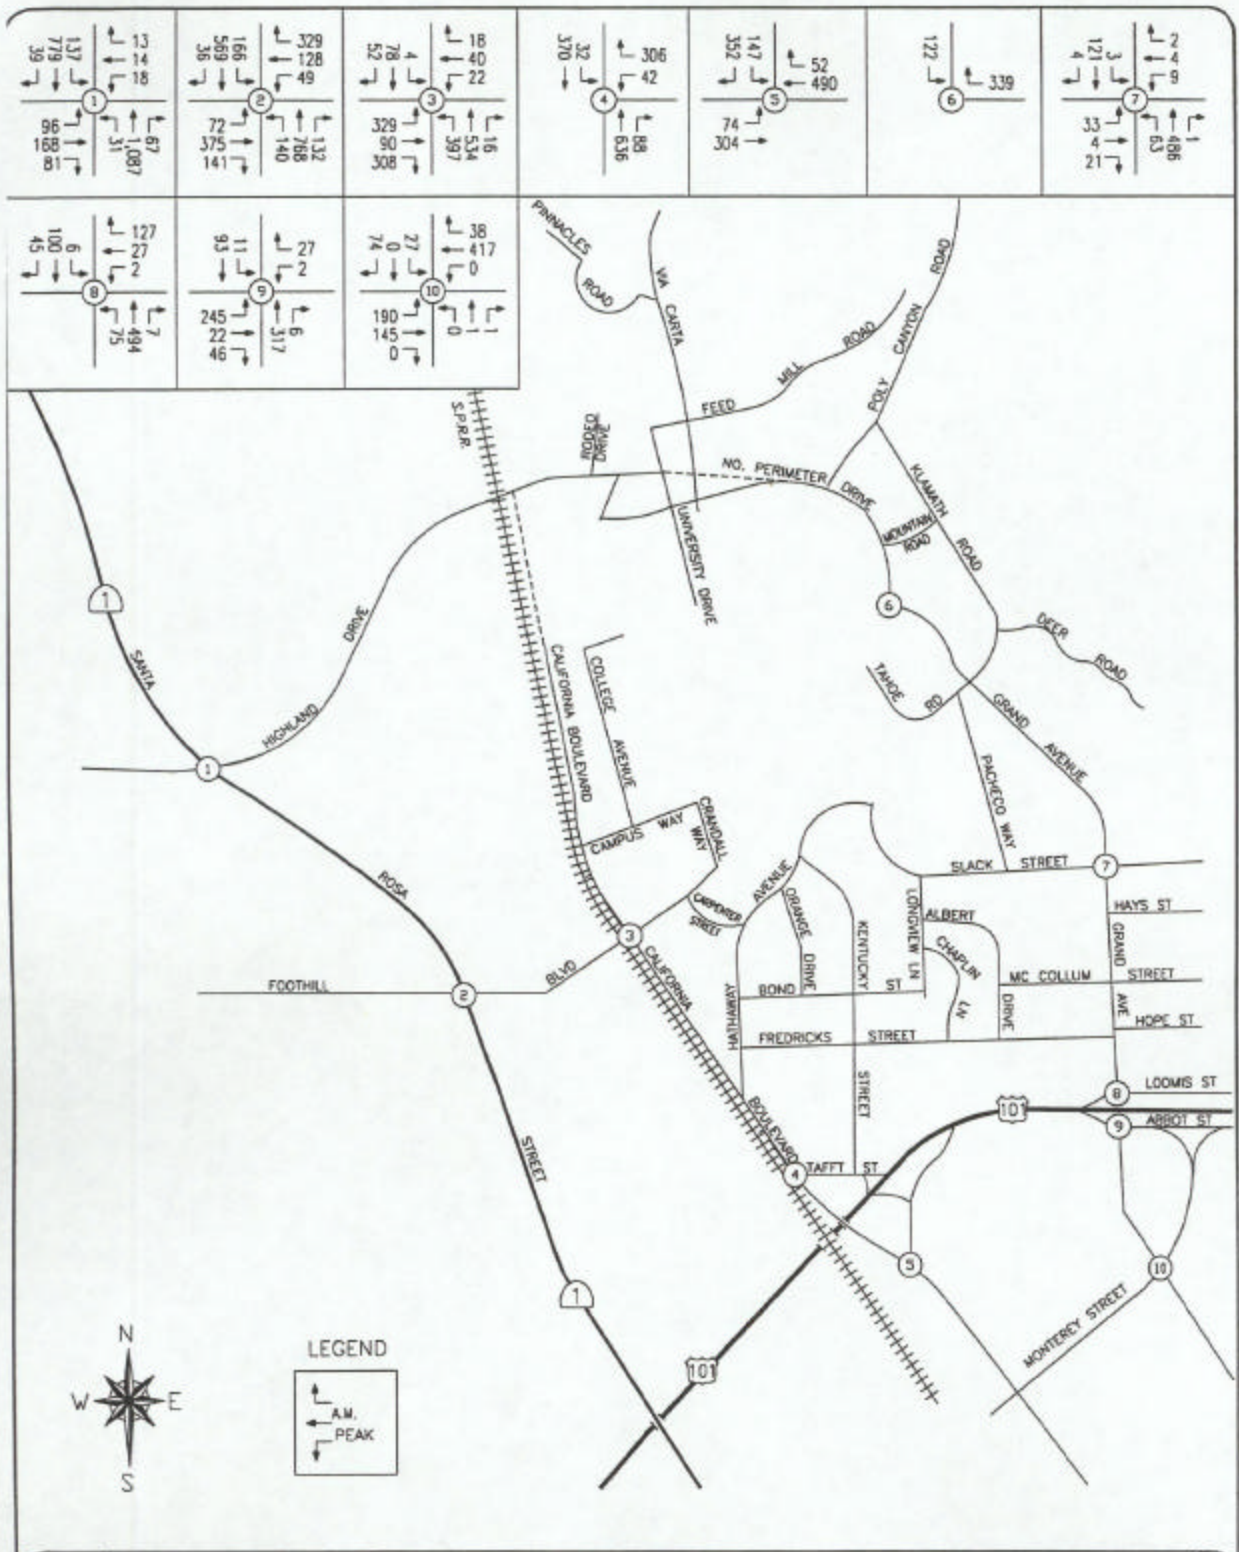 137
779
39
13
14
18
1
96
168
81
31
1,087
67
166
569
36
329
128
49
2
72
375
141
140
768
132
4
78
52
18
40
22
3
329
90
308
397
534
16
32
370
306
42
4
636
88
147
352
52
490
5
74
304
122
339
6
3
121
4
2
4
9
7
33
4
21
63
486
1
6
100
45
127
27
2
8
75
494
7
11
93
27
2
9
245
22
46
317
6
27
0
74
38
417
0
10
190
145
0
0
1
1
PINNACLES
ROAD
VIA
CARTA
POLY
CANYON
ROAD
FEED
MILL
ROAD
S.P.R.R.
RODEO
DRIVE
NO. PERIMETER
DRIVE
KLAMATH
ROAD
MOUNTAIN
ROAD
UNIVERSITY DRIVE
1
6
DEER
ROAD
SANTA
HIGHLAND
DRIVE
CALIFORNIA BOULEVARD
COLLEGE
AVENUE
TAHOE
RD
GRAND
AVENUE
PACHECO WAY
1
CAMPUS WAY
CRANDALL
WAY
SLACK STREET
7
ROSA
CARPENTER
STREET
AVENUE
ORANGE
DRIVE
KENTUCKY
LONGVIEW LN
ALBERT
CHAPLIN
LN
HAYS ST
GRAND
AVE
3
CALIFORNIA
FOOTHILL
BLVD
2
BOND ST
MC COLLUM STREET
DRIVE
HATHAWAY
FREDRICKS STREET
HOPE ST
STREET
8
LOOMIS ST
101
9
ABBOT ST
BOULEVARD
STREET
4
TAFFT ST
5
10
1
MONTEREY STREET
101
N
W
E
S
LEGEND
A.M.
PEAK